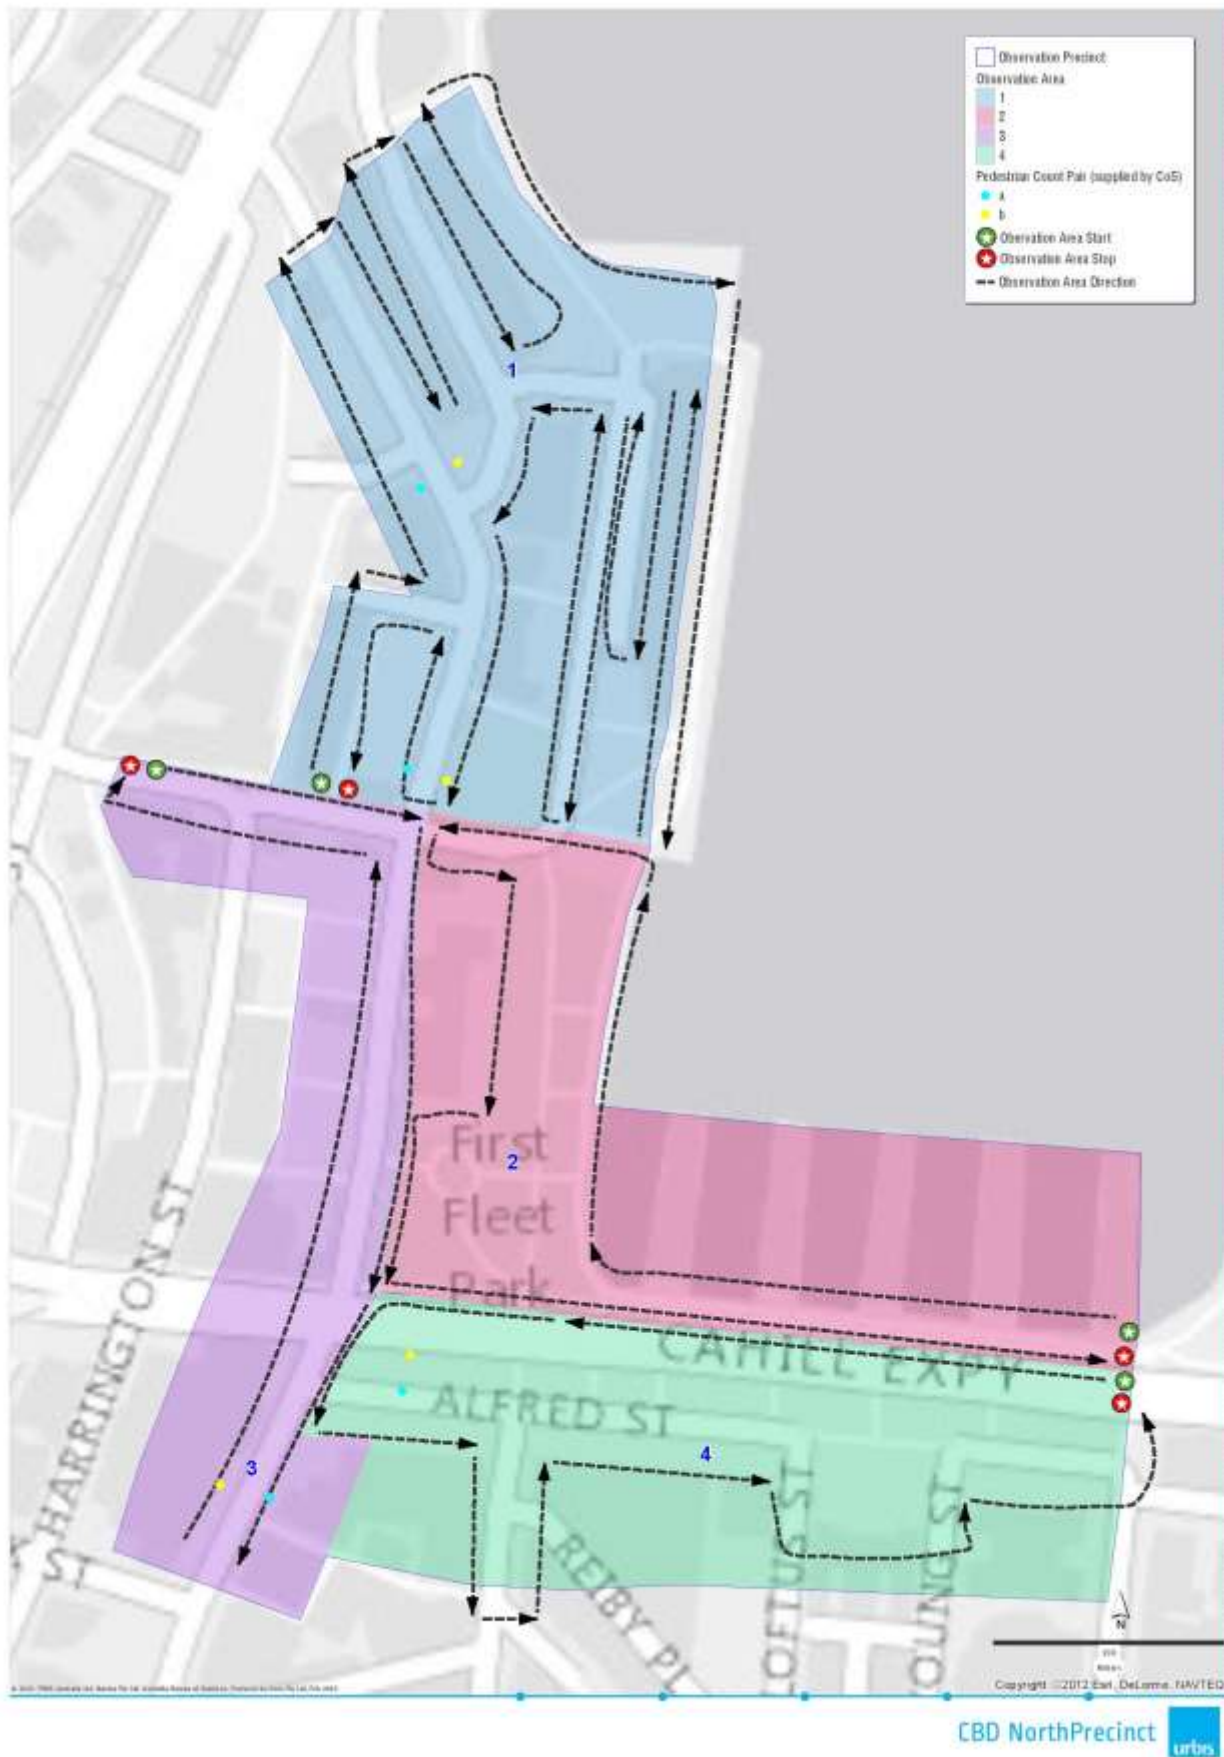 Observation Precinct
Observation Area
1
2
3
4
Pedestrian Count Pair (supplied by CoS)
a
b
Obervation Area Start
Observation Area Stop
Observation Area Direction
1
First
2
Fleet
Park
CAHILL EXPY
ALFRED ST
HARRINGTON ST
3
4
ST
REIBY PL
LOFTUS ST
YOUNG ST
N
Copyright: ©2012 Esri, DeLorme, NAVTEQ
CBD NorthPrecinct
urbis